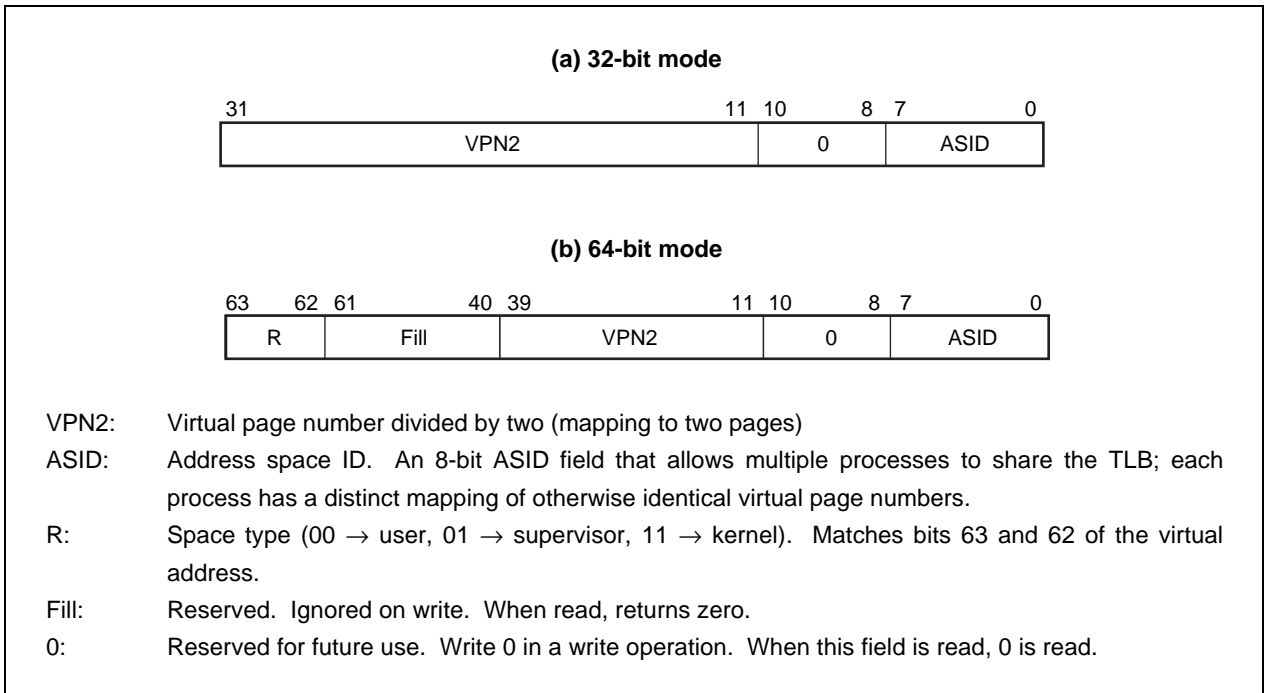 (a) 32-bit mode
31 11 10 8 7 0
VPN2 0 ASID
(b) 64-bit mode
63 62 61 40 39 11 10 8 7 0
R Fill VPN2 0 ASID
VPN2: Virtual page number divided by two (mapping to two pages)
ASID: Address space ID. An 8-bit ASID field that allows multiple processes to share the TLB; each
process has a distinct mapping of otherwise identical virtual page numbers.
R: Space type (00 → user, 01 → supervisor, 11 → kernel). Matches bits 63 and 62 of the virtual
address.
Fill: Reserved. Ignored on write. When read, returns zero.
0: Reserved for future use. Write 0 in a write operation. When this field is read, 0 is read.